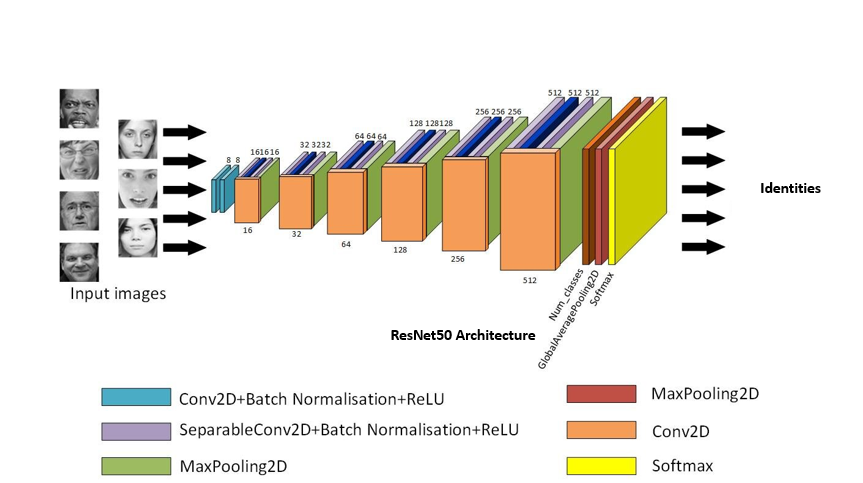 8 8
16 16 16
32 32 32
64 64 64
128 128 128
256 256 256
512 512 512
16
32
64
128
256
512
Identities
Input images
Num_classes
GlobalAveragePooling2D
Softmax
ResNet50 Architecture
Conv2D+Batch Normalisation+ReLU
MaxPooling2D
SeparableConv2D+Batch Normalisation+ReLU
Conv2D
MaxPooling2D
Softmax